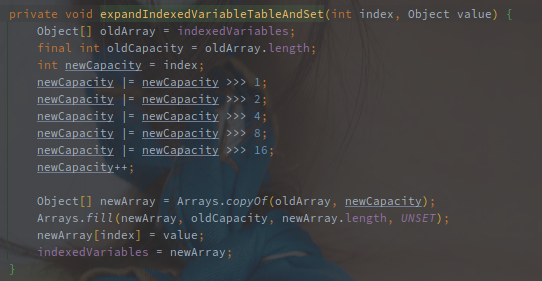 private void expandIndexedVariableTableAndSet(int index, Object value) {
Object[] oldArray = indexedVariables;
final int oldCapacity = oldArray.length;
int newCapacity = index;
newCapacity |= newCapacity >>> 1;
newCapacity |= newCapacity >>> 2;
newCapacity |= newCapacity >>> 4;
newCapacity |= newCapacity >>> 8;
newCapacity |= newCapacity >>> 16;
newCapacity++;
Object[] newArray = Arrays.copyOf(oldArray, newCapacity);
Arrays.fill(newArray, oldCapacity, newArray.length, UNSET);
newArray[index] = value;
indexedVariables = newArray;
}